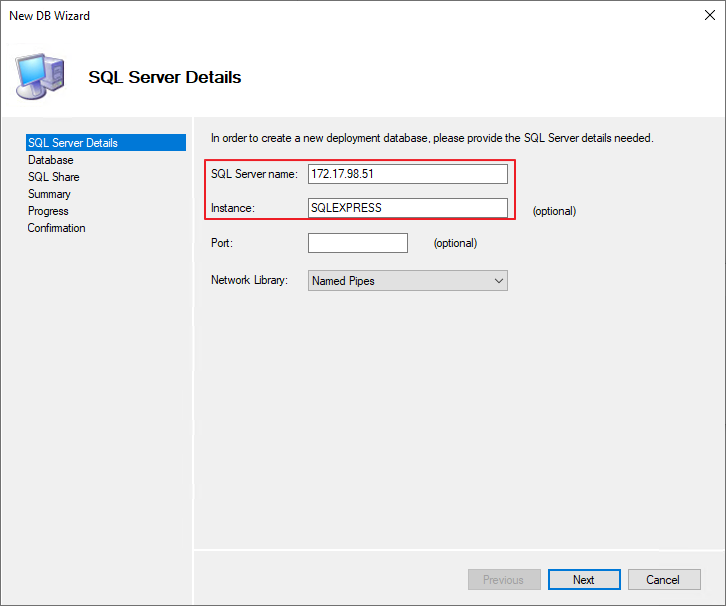 New DB Wizard
SQL Server Details
SQL Server Details
Database
SQL Share
Summary
Progress
Confirmation
In order to create a new deployment database, please provide the SQL Server details needed.
SQL Server name: 172.17.98.51
Instance: SQLEXPRESS (optional)
Port: (optional)
Network Library: Named Pipes
Previous Next Cancel